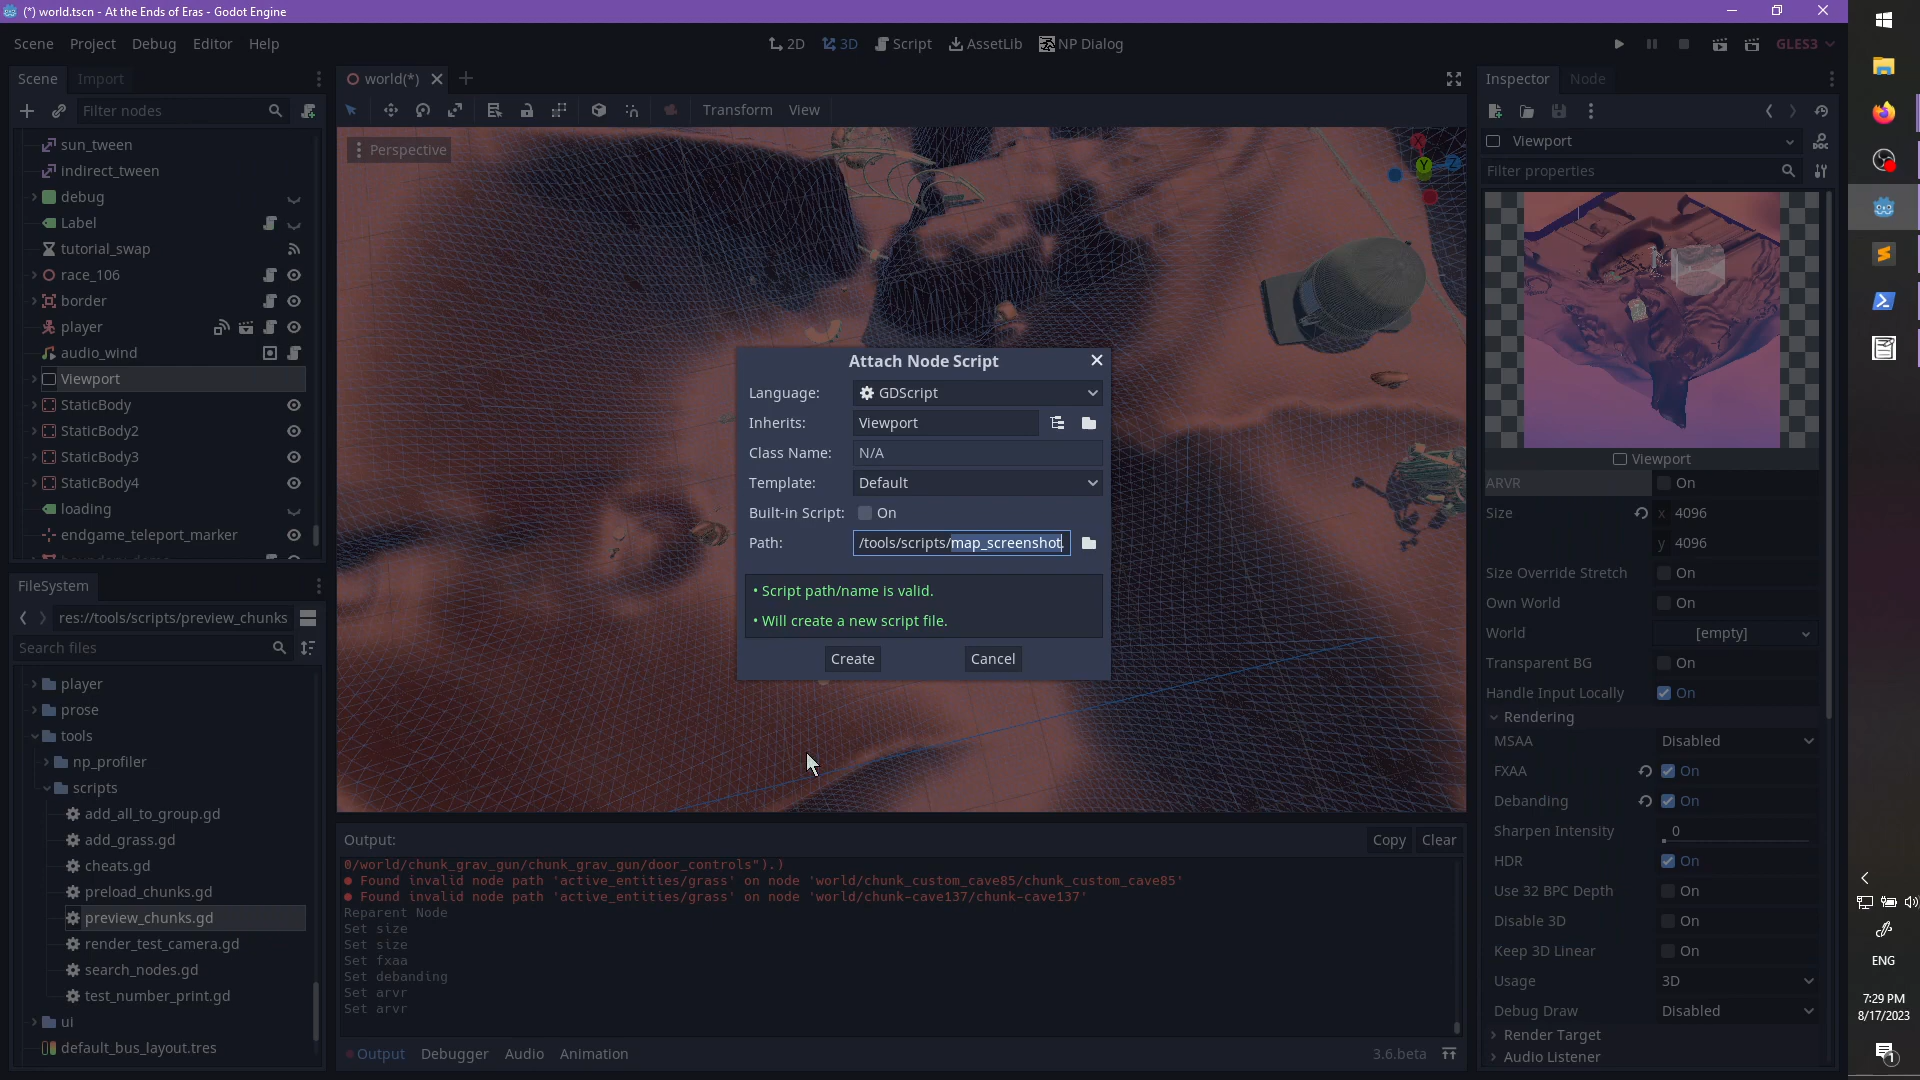 (*) world.tscn - At the Ends of Eras - Godot Engine
Scene Project Debug Editor Help
2D 3D Script AssetLib NP Dialog
GLES3
Scene Import
world(*)
Inspector Node
Filter nodes
Transform View
Perspective
X
Y
Z
Viewport
Filter properties
sun_tween
indirect_tween
debug
Label
tutorial_swap
race_106
border
player
audio_wind
Viewport
StaticBody
StaticBody2
StaticBody3
StaticBody4
loading
endgame_teleport_marker
Attach Node Script
Language: GDScript
Inherits: Viewport
Class Name: N/A
Template: Default
Built-in Script: On
Path: /tools/scripts/map_screenshot.
• Script path/name is valid.
• Will create a new script file.
Create Cancel
Viewport
ARVR On
Size x 4096
y 4096
Size Override Stretch On
Own World On
World [empty]
Transparent BG On
Handle Input Locally On
Rendering
MSAA Disabled
FXAA On
Debanding On
Sharpen Intensity 0
HDR On
Use 32 BPC Depth On
Disable 3D On
Keep 3D Linear On
Usage 3D
Debug Draw Disabled
Render Target
Audio Listener
FileSystem
res://tools/scripts/preview_chunks
Search files
player
prose
tools
np_profiler
scripts
add_all_to_group.gd
add_grass.gd
cheats.gd
preload_chunks.gd
preview_chunks.gd
render_test_camera.gd
search_nodes.gd
test_number_print.gd
ui
default_bus_layout.tres
Output: Copy Clear
0/world/chunk_grav_gun/chunk_grav_gun/door_controls").)
● Found invalid node path 'active_entities/grass' on node 'world/chunk_custom_cave85/chunk_custom_cave85'
● Found invalid node path 'active_entities/grass' on node 'world/chunk-cave137/chunk-cave137'
Reparent Node
Set size
Set size
Set fxaa
Set debanding
Set arvr
Set arvr
Output Debugger Audio Animation
3.6.beta
ENG
7:29 PM
8/17/2023
1